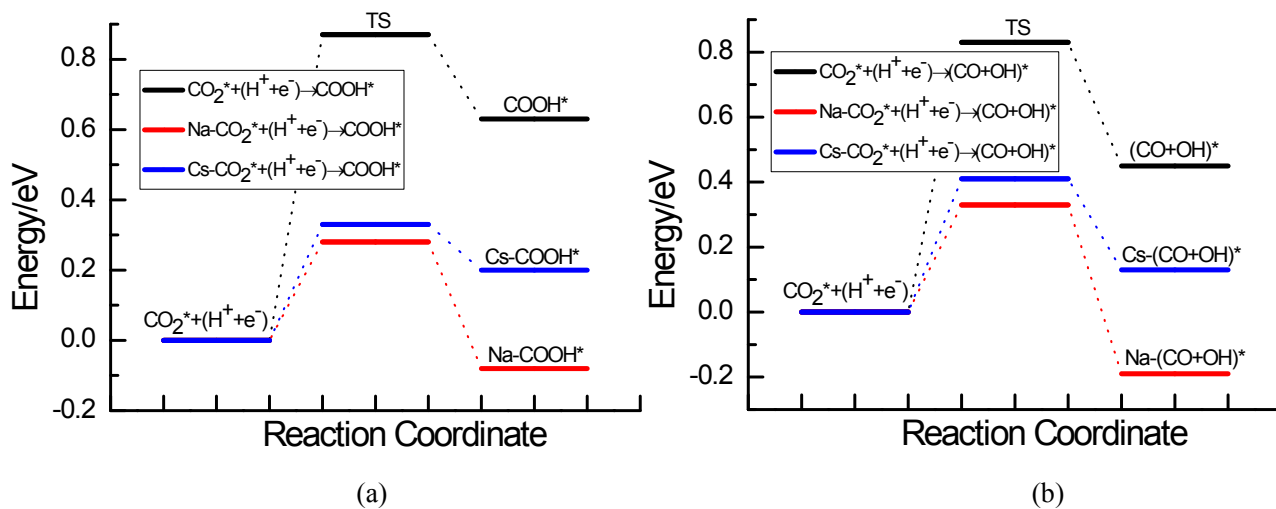 TS
0.8
CO₂*+(H⁺+e⁻)→COOH*
Na-CO₂*+(H⁺+e⁻)→COOH*
Cs-CO₂*+(H⁺+e⁻)→COOH*
COOH*
0.6
0.4
Cs-COOH*
0.2
CO₂*+(H⁺+e⁻)
0.0
Na-COOH*
-0.2
Energy/eV
Reaction Coordinate
(a)
0.8
TS
CO₂*+(H⁺+e⁻)→(CO+OH)*
Na-CO₂*+(H⁺+e⁻)→(CO+OH)*
Cs-CO₂*+(H⁺+e⁻)→(CO+OH)*
0.6
(CO+OH)*
0.4
0.2
Cs-(CO+OH)*
CO₂*+(H⁺+e⁻)
0.0
Na-(CO+OH)*
-0.2
Energy/eV
Reaction Coordinate
(b)